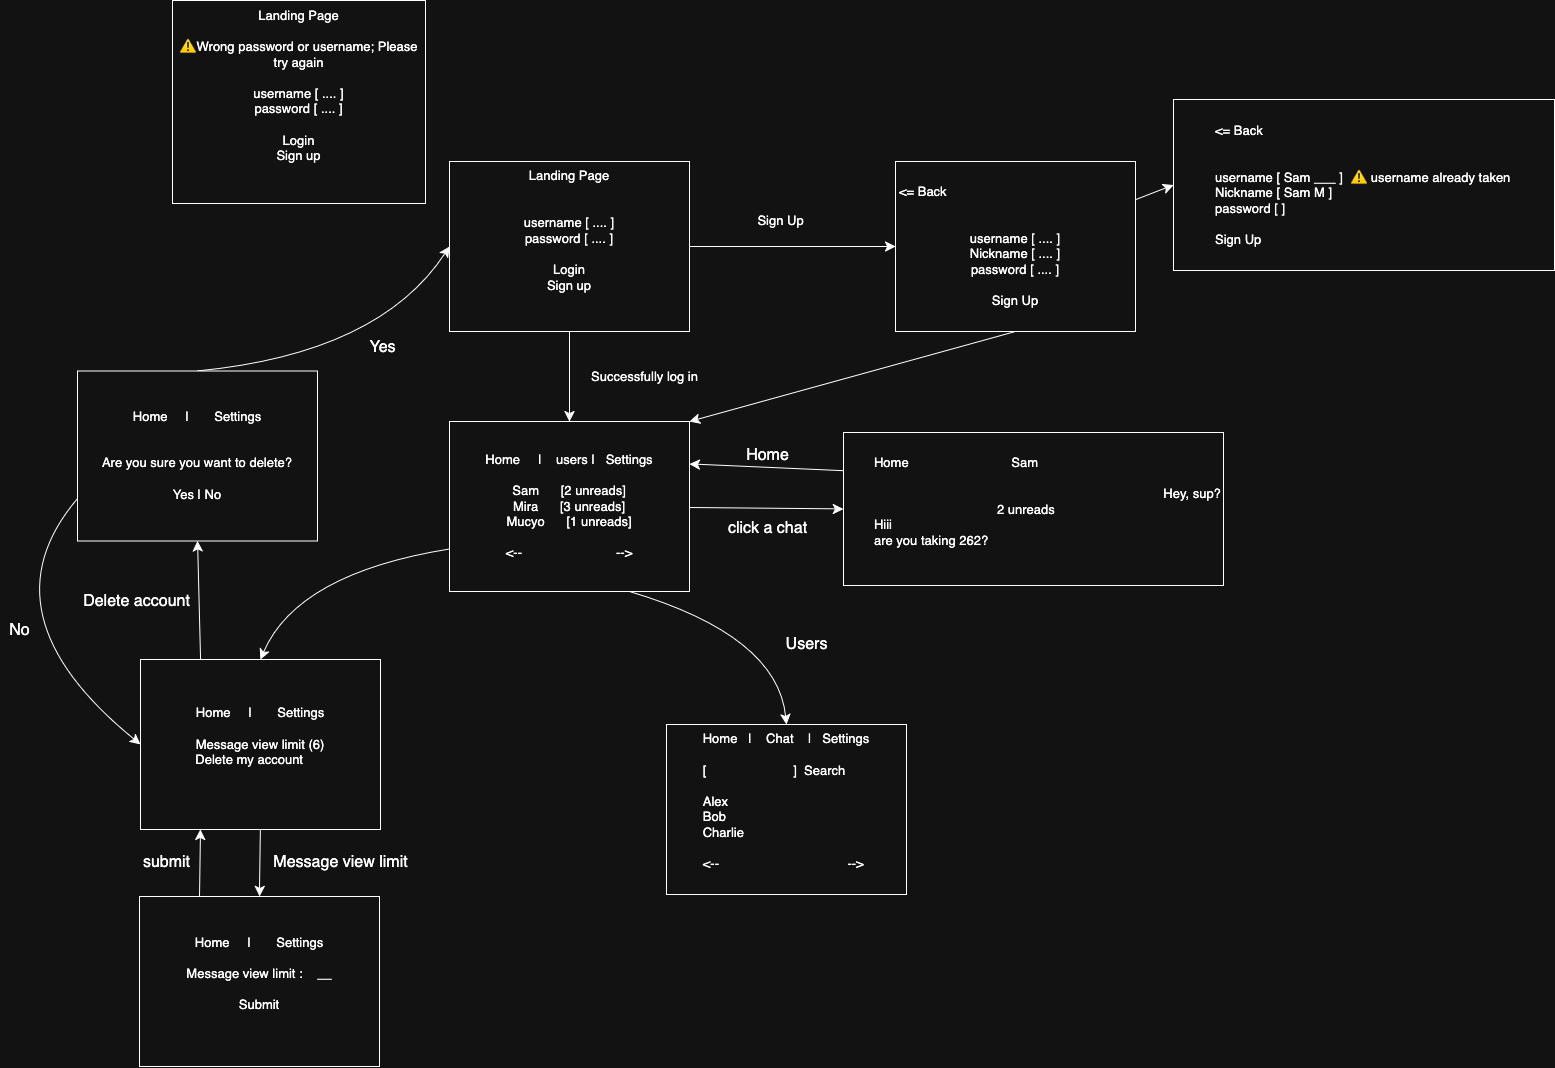 Landing Page
⚠️Wrong password or username; Please
try again
username [ .... ]
password [ .... ]
Login
Sign up
<= Back
username [ Sam ___ ] ⚠️ username already taken
Nickname [ Sam M ]
password [ ]
Sign Up
Landing Page
username [ .... ]
password [ .... ]
Login
Sign up
Sign Up
<= Back
username [ .... ]
Nickname [ .... ]
password [ .... ]
Sign Up
Yes
Successfully log in
Home | Settings
Are you sure you want to delete?
Yes I No
Home | users I Settings
Sam [2 unreads]
Mira [3 unreads]
Mucyo [1 unreads]
<-- -->
Home
click a chat
Home Sam
Hey, sup?
2 unreads
Hiii
are you taking 262?
Delete account
No
Users
Home | Settings
Message view limit (6)
Delete my account
Home | Chat | Settings
[ ] Search
Alex
Bob
Charlie
<-- -->
submit
Message view limit
Home | Settings
Message view limit : __
Submit